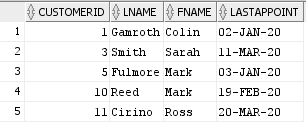 CUSTOMERID LNAME FNAME LASTAPPOINT
1 1 Gamroth Colin 02-JAN-20
2 3 Smith Sarah 11-MAR-20
3 5 Fulmore Mark 03-JAN-20
4 10 Reed Mark 19-FEB-20
5 11 Cirino Ross 20-MAR-20